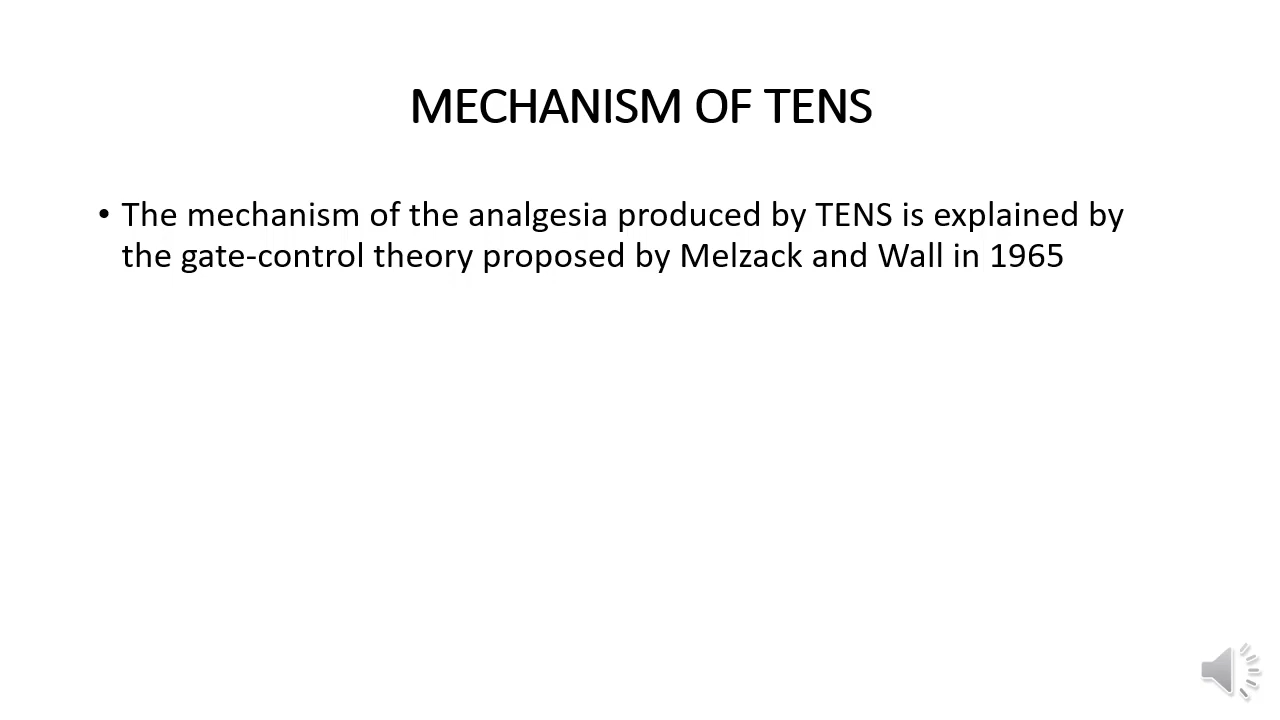 MECHANISM OF TENS
• The mechanism of the analgesia produced by TENS is explained by
the gate-control theory proposed by Melzack and Wall in 1965